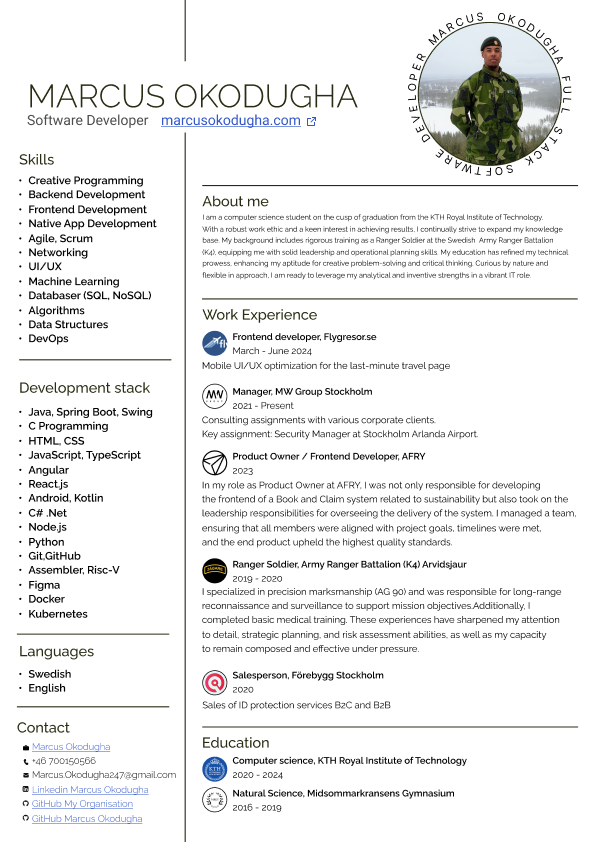 MARCUS OKODUGHA FULL STACK SOFTWARE DEVELOPER
MARCUS OKODUGHA
Software Developer marcusokodugha.com
Skills
• Creative Programming
• Backend Development
• Frontend Development
• Native App Development
• Agile, Scrum
• Networking
• UI/UX
• Machine Learning
• Databaser (SQL, NoSQL)
• Algorithms
• Data Structures
• DevOps
Development stack
• Java, Spring Boot, Swing
• C Programming
• HTML, CSS
• JavaScript, TypeScript
• Angular
• React.js
• Android, Kotlin
• C# .Net
• Node.js
• Python
• Git,GitHub
• Assembler, Risc-V
• Figma
• Docker
• Kubernetes
Languages
• Swedish
• English
Contact
Marcus Okodugha
+46 700150566
Marcus.Okodugha247@gmail.com
Linkedin Marcus Okodugha
GitHub My Organisation
GitHub Marcus Okodugha
About me
I am a computer science student on the cusp of graduation from the KTH Royal Institute of Technology.
With a robust work ethic and a keen interest in achieving results, I continually strive to expand my knowledge
base. My background includes rigorous training as a Ranger Soldier at the Swedish Army Ranger Battalion
(K4), equipping me with solid leadership and operational planning skills. My education has refined my technical
prowess, enhancing my aptitude for creative problem-solving and critical thinking. Curious by nature and
flexible in approach, I am ready to leverage my analytical and inventive strengths in a vibrant IT role.
Work Experience
Frontend developer, Flygresor.se
March - June 2024
Mobile UI/UX optimization for the last-minute travel page
MW
Manager, MW Group Stockholm
2021 - Present
Consulting assignments with various corporate clients.
Key assignment: Security Manager at Stockholm Arlanda Airport.
Product Owner / Frontend Developer, AFRY
2023
In my role as Product Owner at AFRY, I was not only responsible for developing
the frontend of a Book and Claim system related to sustainability but also took on the
leadership responsibilities for overseeing the delivery of the system. I managed a team,
ensuring that all members were aligned with project goals, timelines were met,
and the end product upheld the highest quality standards.
Ranger Soldier, Army Ranger Battalion (K4) Arvidsjaur
2019 - 2020
I specialized in precision marksmanship (AG 90) and was responsible for long-range
reconnaissance and surveillance to support mission objectives.Additionally, I
completed basic medical training. These experiences have sharpened my attention
to detail, strategic planning, and risk assessment abilities, as well as my capacity
to remain composed and effective under pressure.
Salesperson, Förebygg Stockholm
2020
Sales of ID protection services B2C and B2B
Education
KTH
Computer science, KTH Royal Institute of Technology
2020 - 2024
Natural Science, Midsommarkransens Gymnasium
2016 - 2019